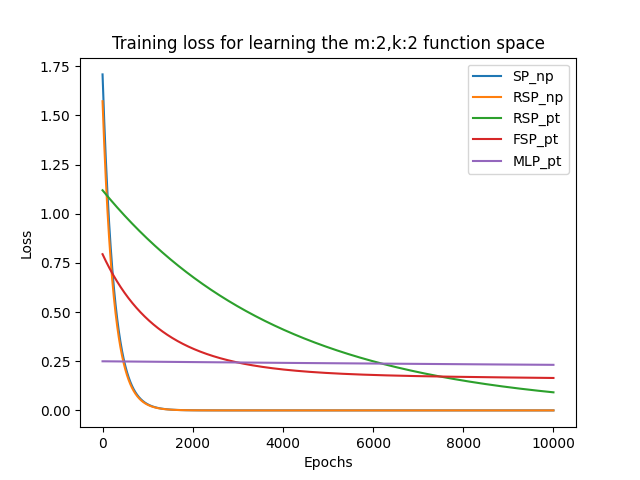 Training loss for learning the m:2,k:2 function space
1.75
1.50
1.25
1.00
0.75
0.50
0.25
0.00
Loss
SP_np
RSP_np
RSP_pt
FSP_pt
MLP_pt
0 2000 4000 6000 8000 10000
Epochs